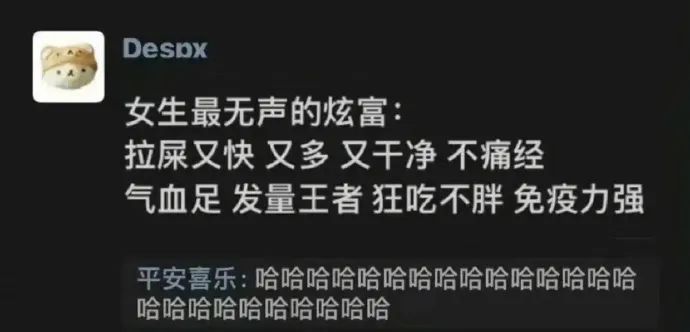 Despx
女生最无声的炫富：
拉屎又快 又多 又干净 不痛经
气血足 发量王者 狂吃不胖 免疫力强
平安喜乐：哈哈哈哈哈哈哈哈哈哈哈哈哈哈哈
哈哈哈哈哈哈哈哈哈哈